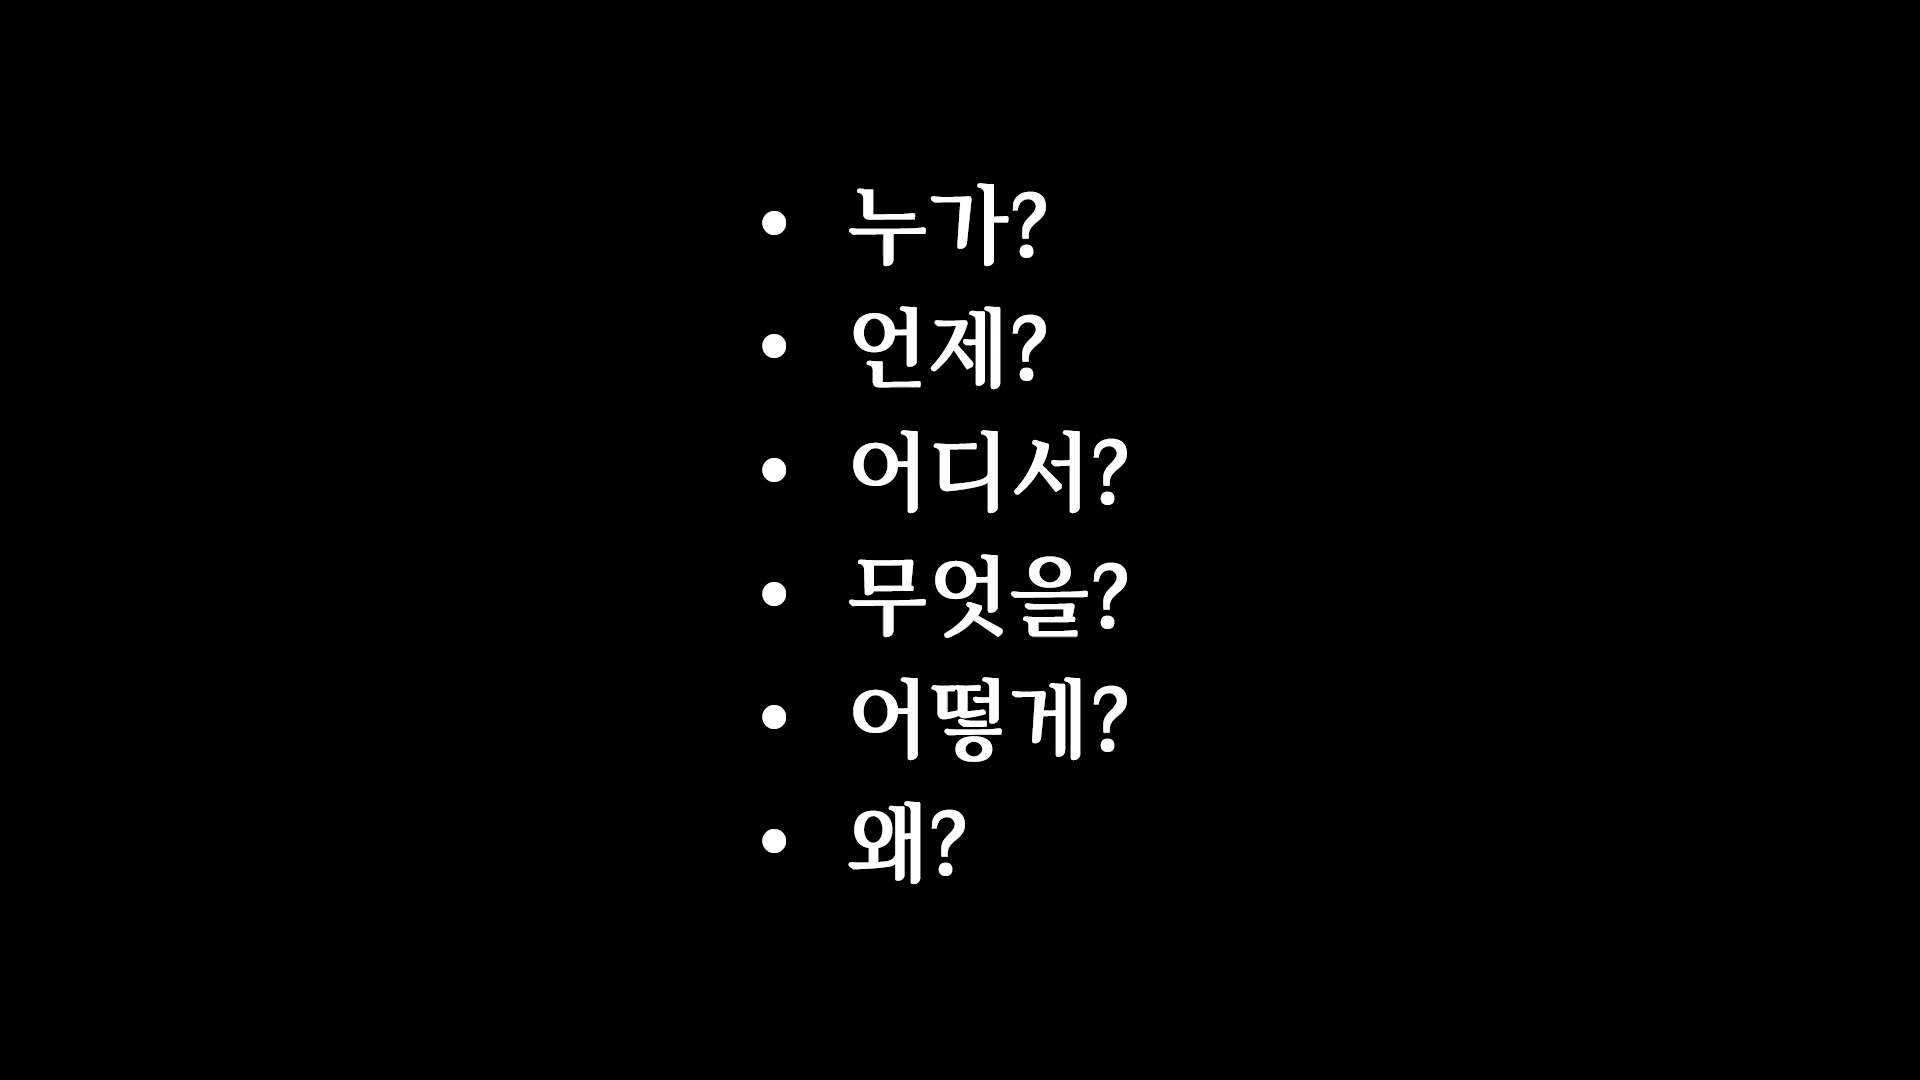 • 누가?
• 언제?
• 어디서?
• 무엇을?
• 어떻게?
• 왜?